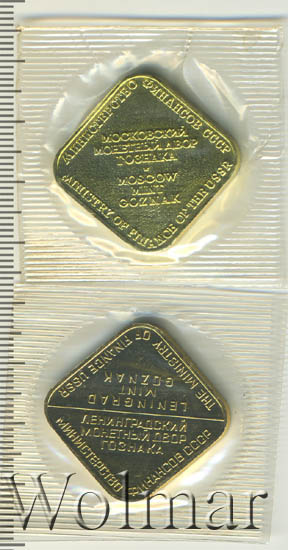 МИНИСТЕРСТВО ФИНАНСОВ СССР
МОСКОВСКИЙ
МОНЕТНЫЙ ДВОР
ГОЗНАКА
MOSCOW
MINT
GOZNAK
MINISTRY OF FINANCE OF THE USSR
THE MINISTRY OF FINANCE USSR
ЛЕНИНГРАДСКИЙ
МОНЕТНЫЙ ДВОР
ГОЗНАКА
LENINGRAD
MINT
GOZNAK
МИНИСТЕРСТВО ФИНАНСОВ СССР
Wolmar